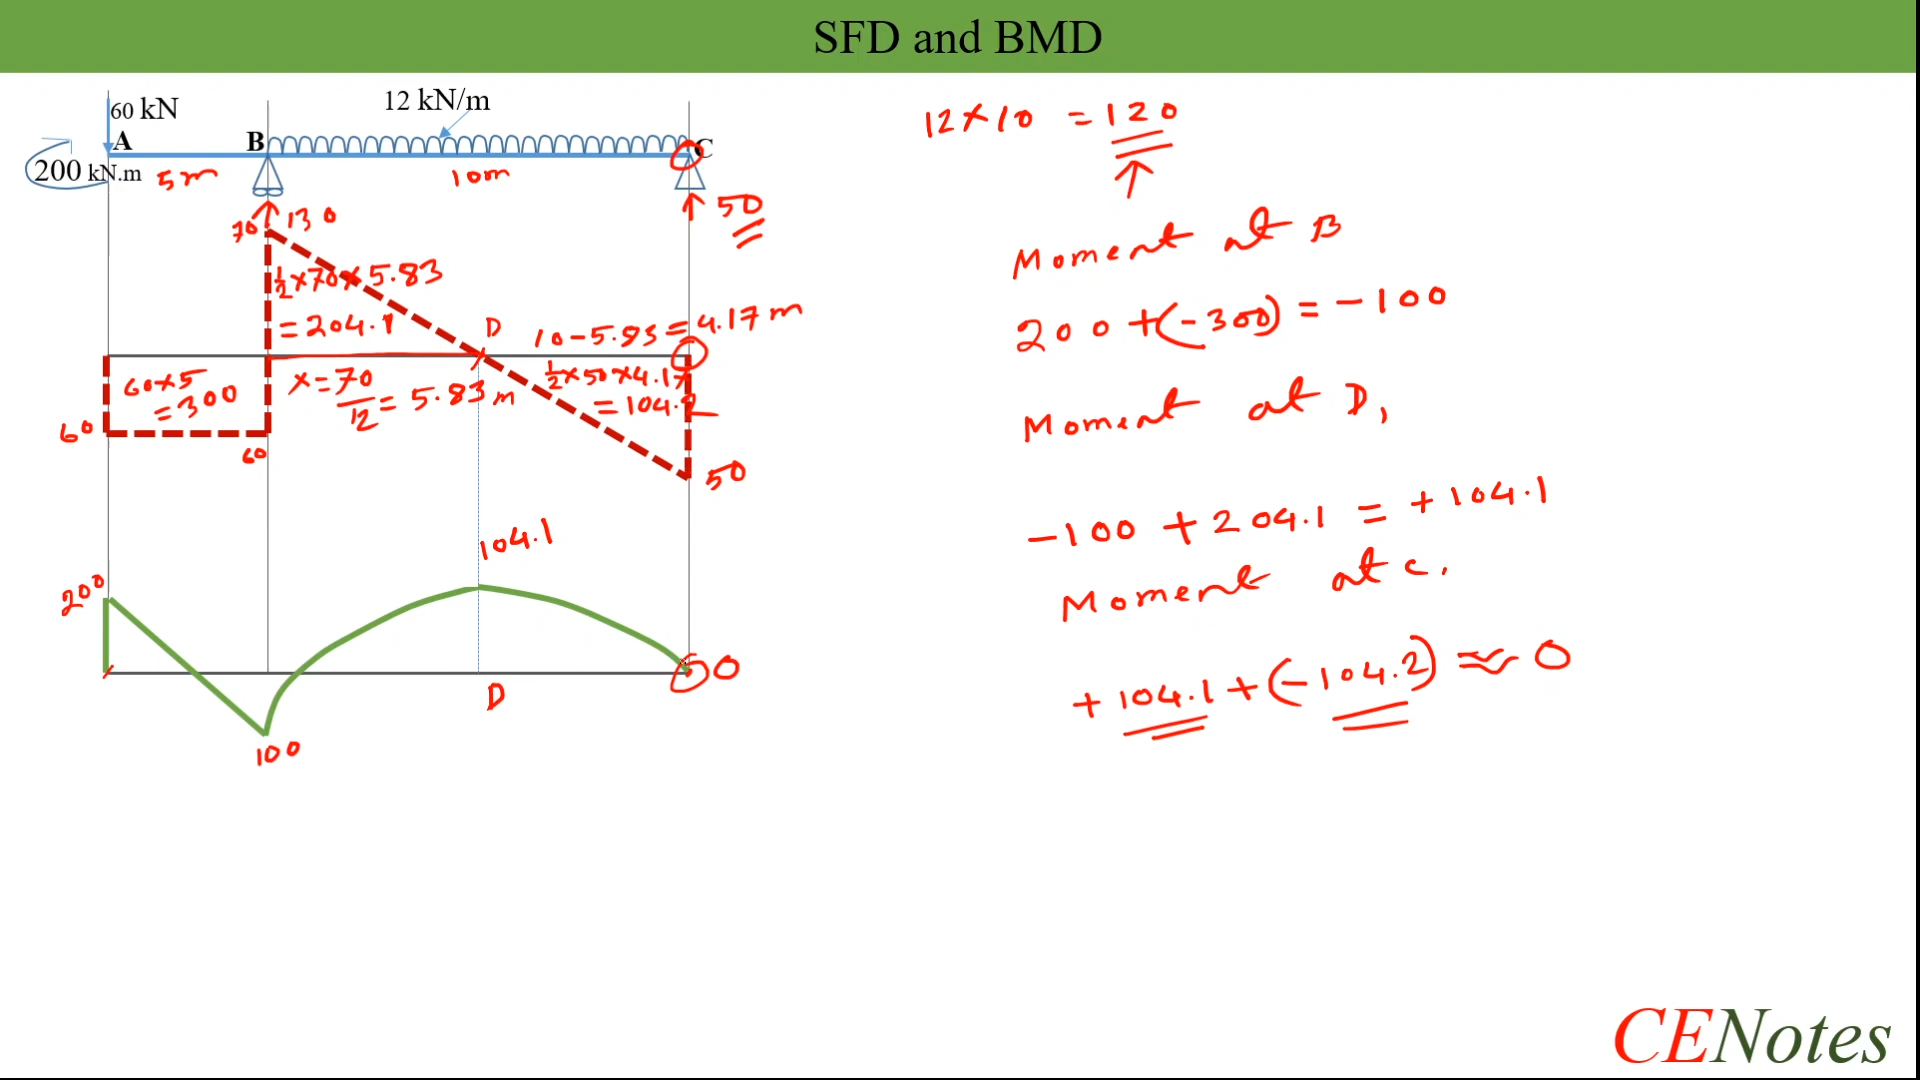 SFD and BMD
60 kN
12 kN/m
A
B
C
200 kN.m
5m
10m
12×10 = 120
70
130
50
Moment at B
200 + (-300) = -100
1/2×70×5.83
= 204.1
D
10-5.83 = 4.17 m
60×5
= 300
x = 70/12 = 5.83 m
1/2×50×4.17
= 104.2
60
60
50
Moment at D,
-100 + 204.1 = +104.1
104.1
Moment at C,
200
+104.1 + (-104.2) ≈ 0
0
D
100
CENotes